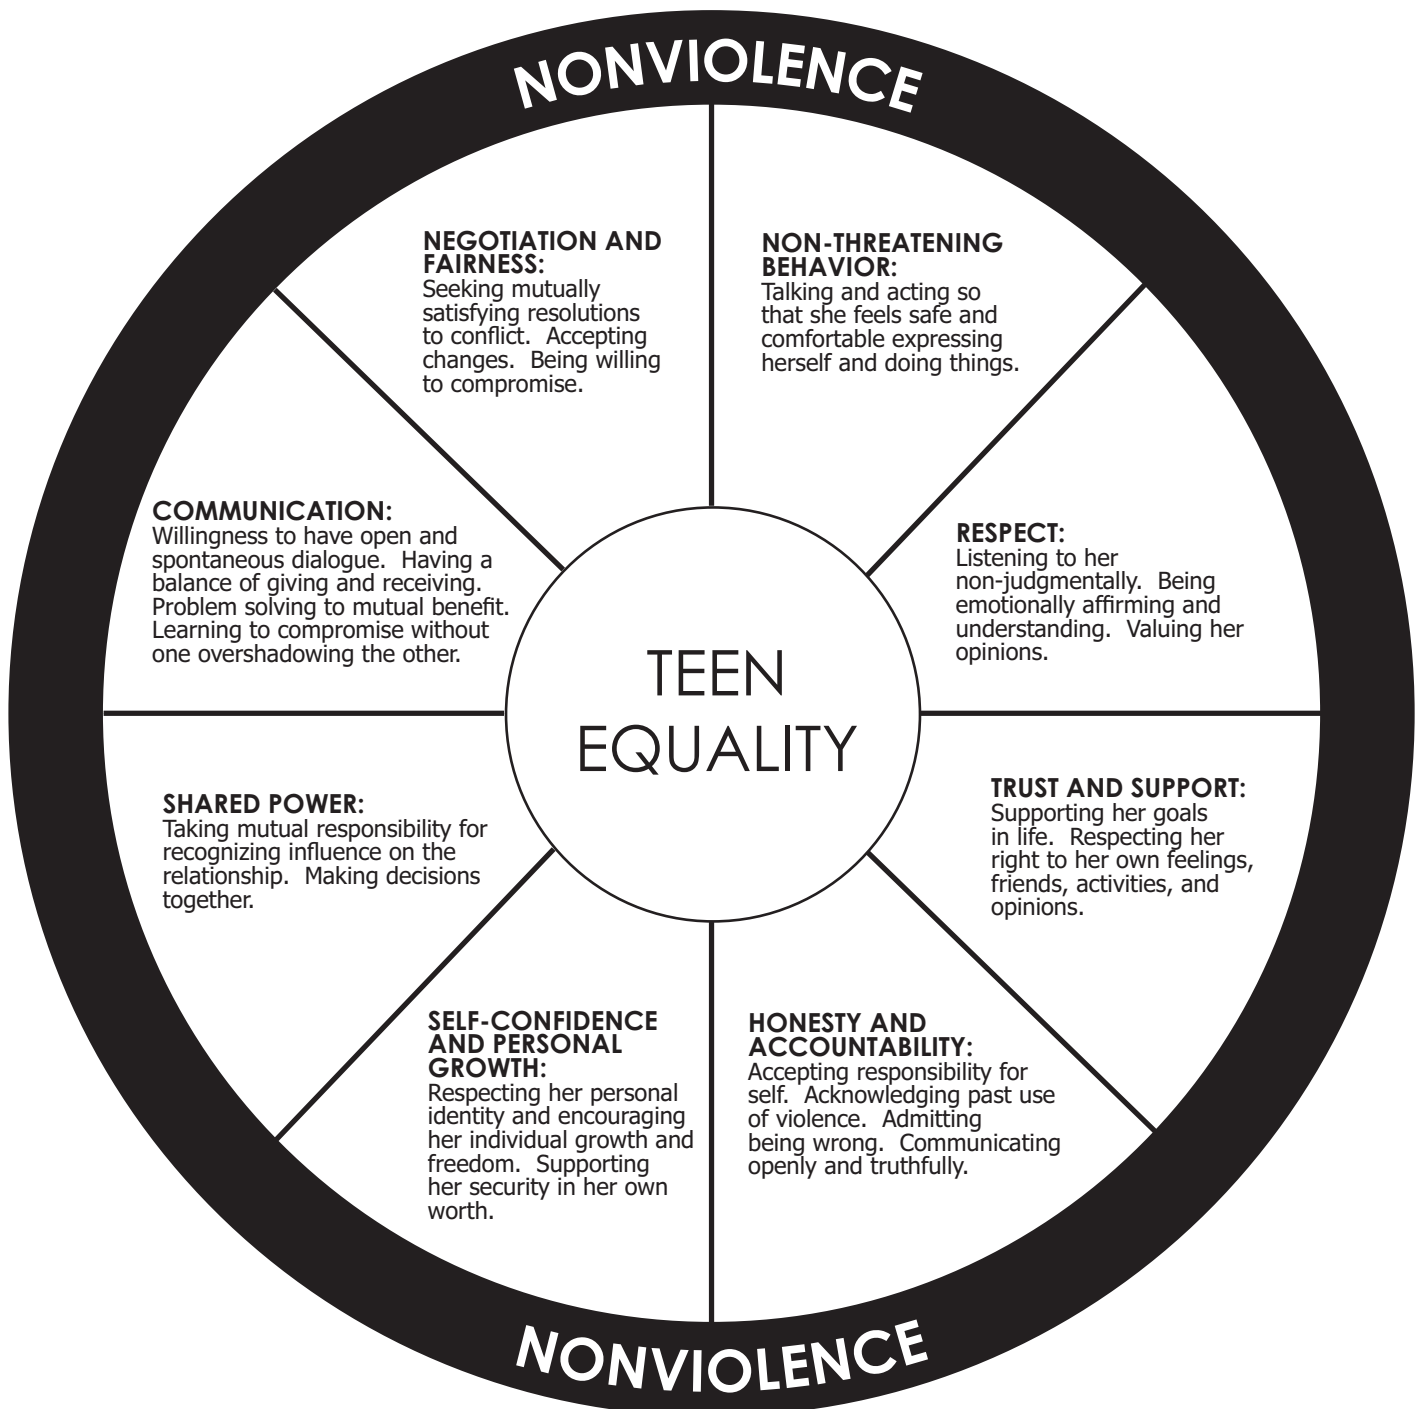 NONVIOLENCE
NEGOTIATION AND
FAIRNESS:
Seeking mutually
satisfying resolutions
to conflict.  Accepting
changes.  Being willing
to compromise.
NON-THREATENING
BEHAVIOR:
Talking and acting so
that she feels safe and
comfortable expressing
herself and doing things.
COMMUNICATION:
Willingness to have open and
spontaneous dialogue.  Having a
balance of giving and receiving.
Problem solving to mutual benefit.
Learning to compromise without
one overshadowing the other.
RESPECT:
Listening to her
non-judgmentally.  Being
emotionally affirming and
understanding.  Valuing her
opinions.
TEEN
EQUALITY
SHARED POWER:
Taking mutual responsibility for
recognizing influence on the
relationship.  Making decisions
together.
TRUST AND SUPPORT:
Supporting her goals
in life.  Respecting her
right to her own feelings,
friends, activities, and
opinions.
SELF-CONFIDENCE
AND PERSONAL
GROWTH:
Respecting her personal
identity and encouraging
her individual growth and
freedom.  Supporting
her security in her own
worth.
HONESTY AND
ACCOUNTABILITY:
Accepting responsibility for
self.  Acknowledging past use
of violence.  Admitting
being wrong.  Communicating
openly and truthfully.
NONVIOLENCE